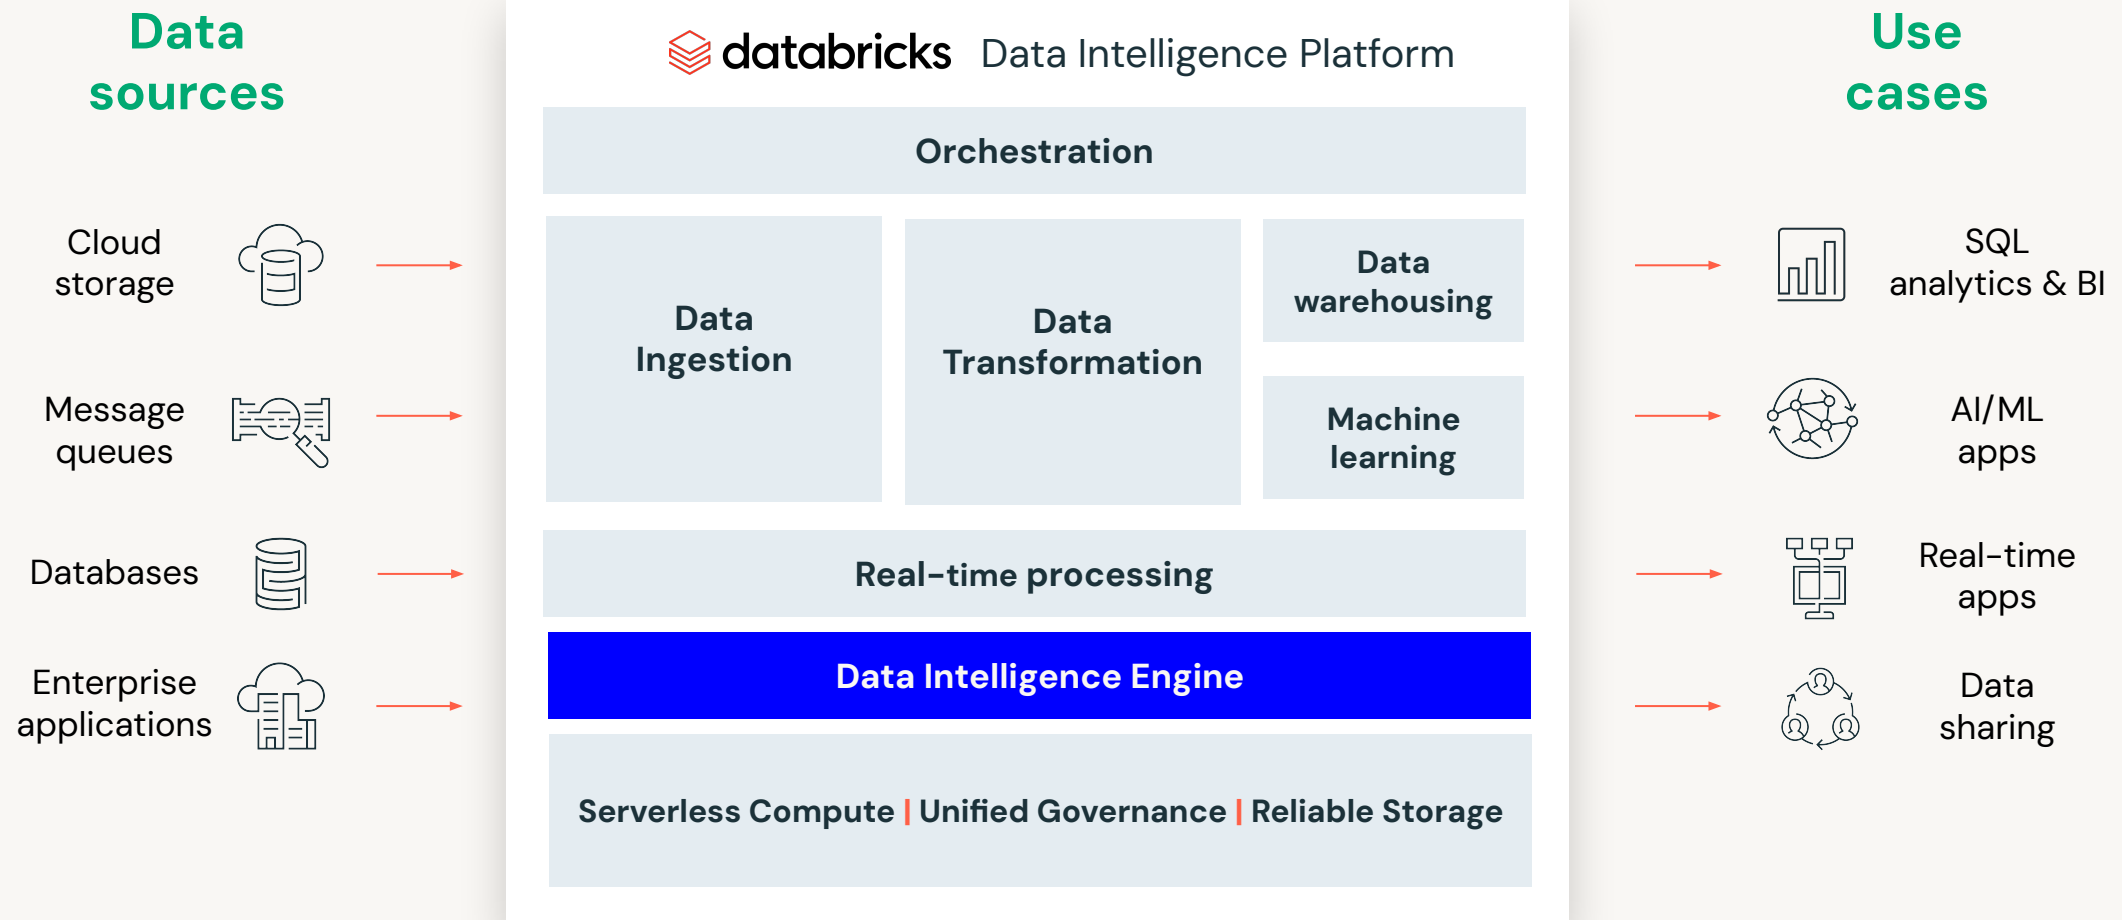 Data
sources
Cloud
storage
Message
queues
Databases
Enterprise
applications
databricks Data Intelligence Platform
Orchestration
Data
Ingestion
Data
Transformation
Data
warehousing
Machine
learning
Real-time processing
Data Intelligence Engine
Serverless Compute | Unified Governance | Reliable Storage
Use
cases
SQL
analytics & BI
AI/ML
apps
Real-time
apps
Data
sharing